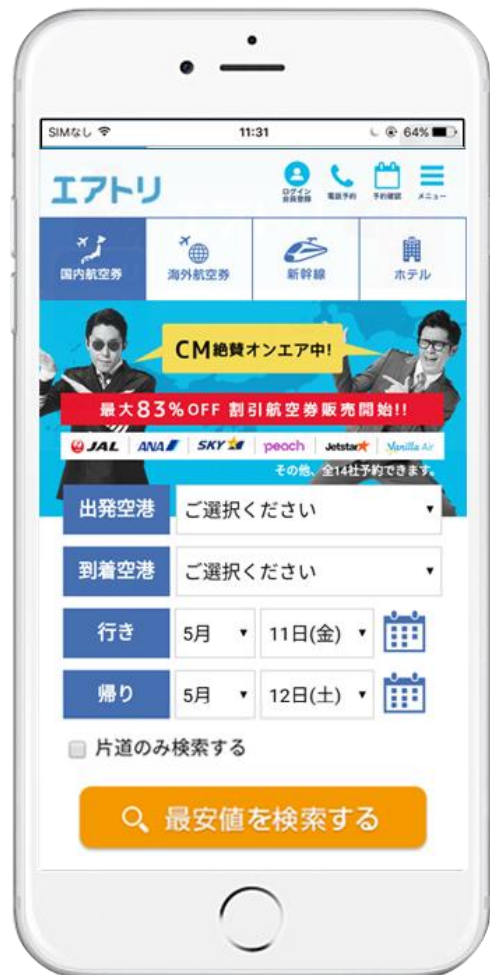 SIMなし 11:31 64%
エアトリ
ログイン
会員登録 電話予約 予約確認 メニュー
国内航空券 海外航空券 新幹線 ホテル
CM絶賛オンエア中!
最大83%OFF 割引航空券販売開始!!
JAL ANA SKY peach Jetstar Vanilla Air
その他、全14社予約できます。
出発空港 ご選択ください
到着空港 ご選択ください
行き 5月 11日(金)
帰り 5月 12日(土)
片道のみ検索する
最安値を検索する